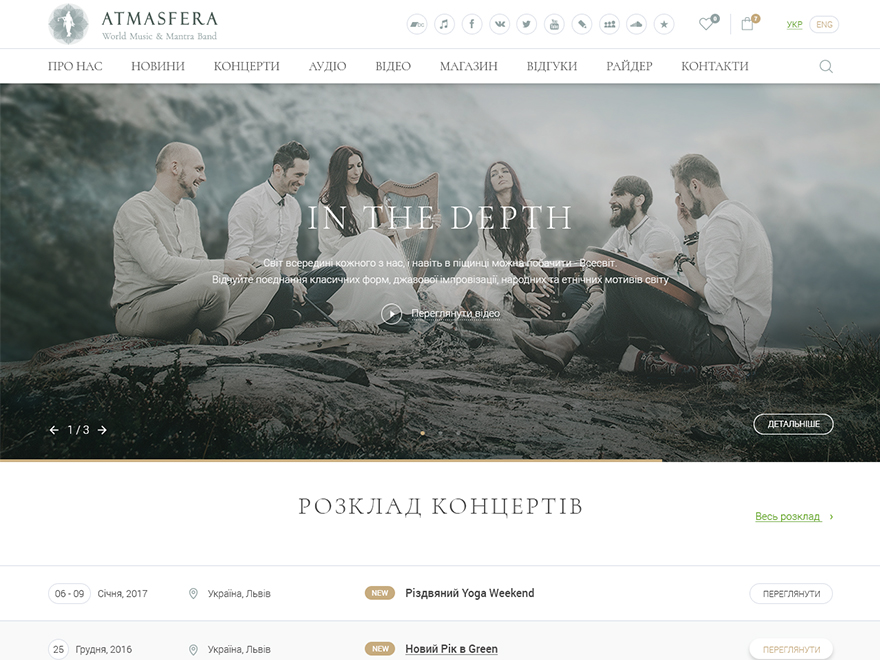 ATMASFERA
World Music & Mantra Band
УКР
ENG
ПРО НАС
НОВИНИ
КОНЦЕРТИ
АУДІО
ВІДЕО
МАГАЗИН
ВІДГУКИ
РАЙДЕР
КОНТАКТИ
IN THE DEPTH
Світ всередині кожного з нас, і навіть в піщинці можна побачити - Всесвіт.
Відчуйте поєднання класичних форм, джазової імпровізації, народних та етнічних мотивів світу
Переглянути відео
1 / 3
ДЕТАЛЬНІШЕ
РОЗКЛАД КОНЦЕРТІВ
Весь розклад
06 - 09 Січня, 2017 Україна, Львів NEW Різдвяний Yoga Weekend ПЕРЕГЛЯНУТИ
25 Грудня, 2016 Україна, Львів NEW Новий Рік в Green ПЕРЕГЛЯНУТИ